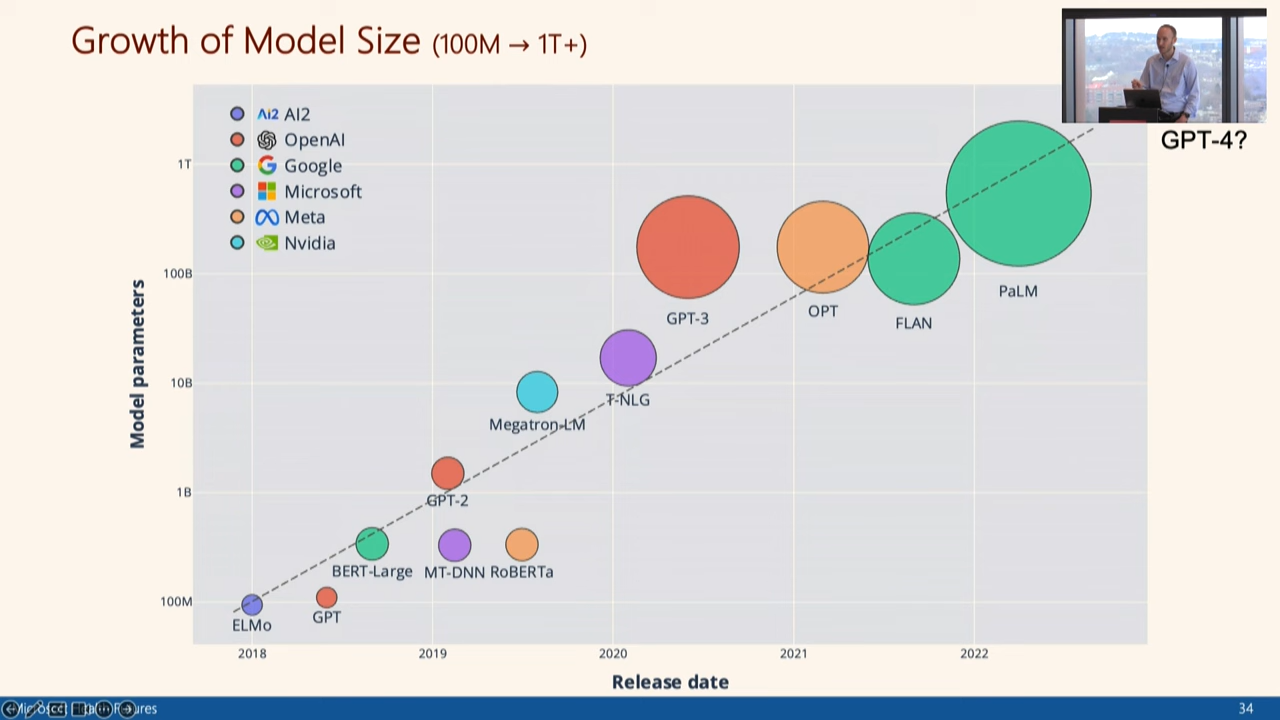 Growth of Model Size (100M → 1T+)
Ai2 AI2
OpenAI
Google
Microsoft
Meta
Nvidia
GPT-4?
1T
100B
10B
1B
100M
Model parameters
PaLM
OPT
GPT-3
FLAN
T-NLG
Megatron-LM
GPT-2
BERT-Large
MT-DNN
RoBERTa
GPT
ELMo
2018
2019
2020
2021
2022
Release date
CC
34